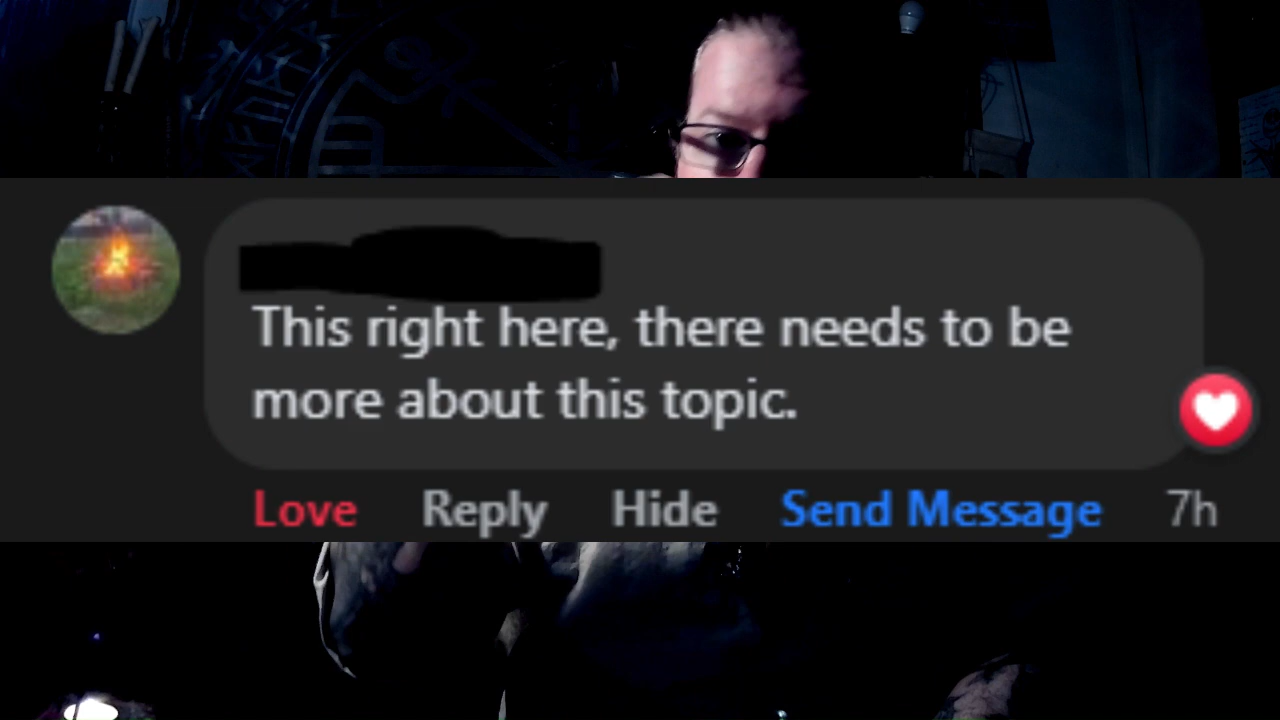 This right here, there needs to be
more about this topic.
Love Reply Hide Send Message 7h